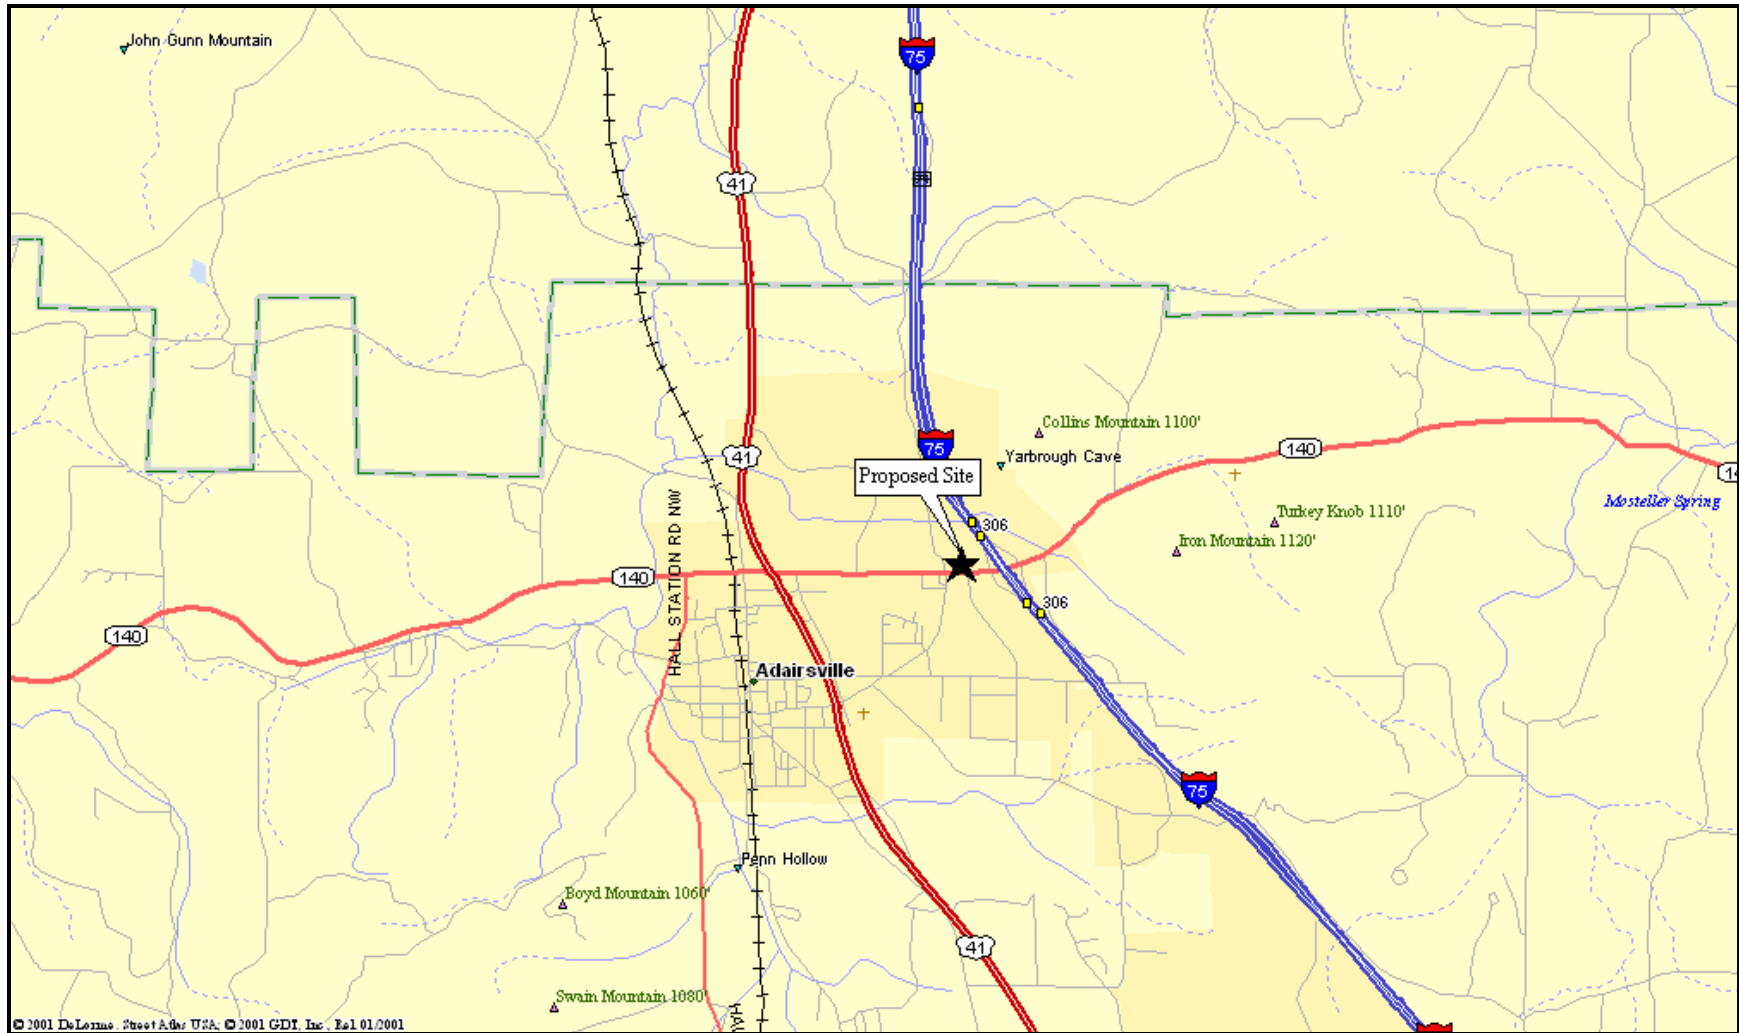 John Gunn Mountain
75
41
Collins Mountain 1100'
140
75
41
Yarbrough Cave
Proposed Site
14
Mosteller Spring
Turkey Knob 1110'
306
Iron Mountain 1120'
HALL STATION RD NW
140
306
140
Adairsville
75
Penn Hollow
Boyd Mountain 1060'
41
Swain Mountain 1080'
HAL
© 2001 DeLorme. Street Atlas USA; © 2001 GDT, Inc., Rel. 01/2001